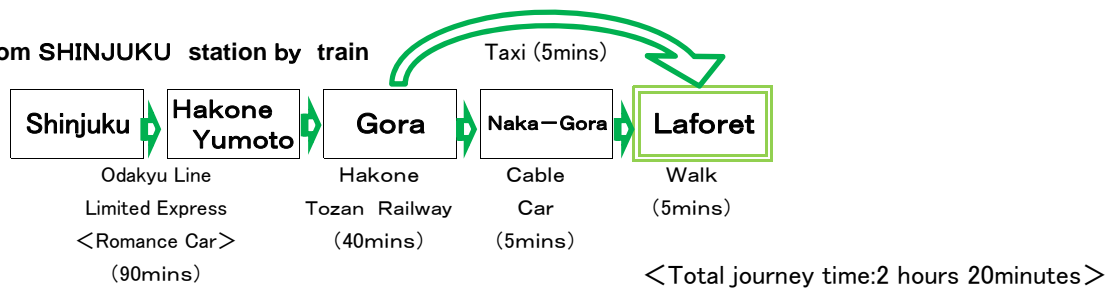 om SHINJUKU station by train
Taxi (5mins)
Shinjuku
Hakone
Yumoto
Gora
Naka－Gora
Laforet
Odakyu Line
Limited Express
＜Romance Car＞
(90mins)
Hakone
Tozan Railway
(40mins)
Cable
Car
(5mins)
Walk
(5mins)
＜Total journey time:2 hours 20minutes＞